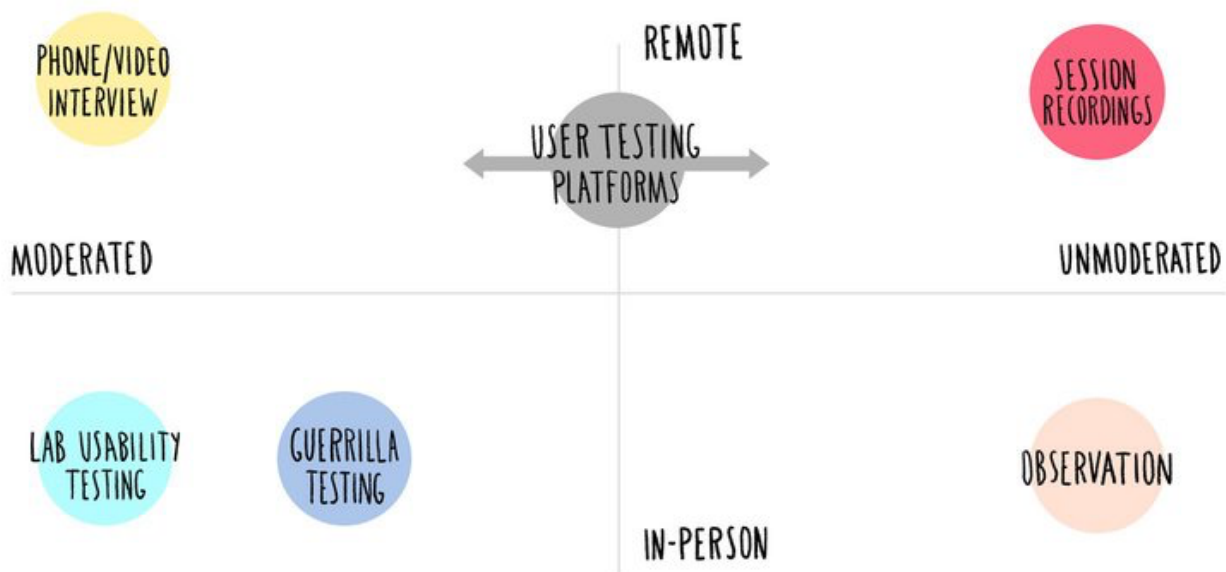 PHONE/VIDEO
INTERVIEW
REMOTE
SESSION
RECORDINGS
USER TESTING
PLATFORMS
MODERATED
UNMODERATED
LAB USABILITY
TESTING
GUERRILLA
TESTING
OBSERVATION
IN-PERSON